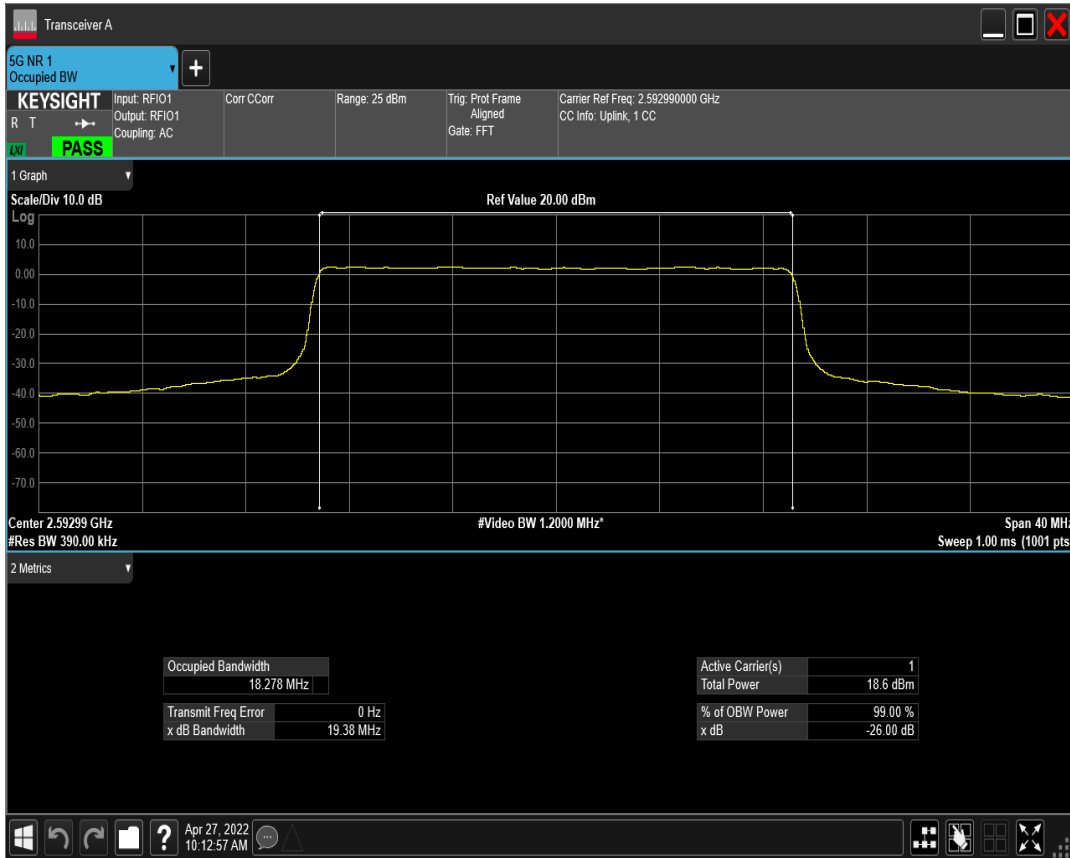 Transceiver A
5G NR 1
Occupied BW
KEYSIGHT
R T
LXI
PASS
Input: RFIO1
Output: RFIO1
Coupling: AC
Corr CCorr
Range: 25 dBm
Trig: Prot Frame
Aligned
Gate: FFT
Carrier Ref Freq: 2.592990000 GHz
CC Info: Uplink, 1 CC
1 Graph
Scale/Div 10.0 dB
Ref Value 20.00 dBm
Log
10.0
0.00
-10.0
-20.0
-30.0
-40.0
-50.0
-60.0
-70.0
Center 2.59299 GHz
#Video BW 1.2000 MHz*
Span 40 MHz
#Res BW 390.00 kHz
Sweep 1.00 ms (1001 pts
2 Metrics
Occupied Bandwidth
18.278 MHz
Transmit Freq Error 0 Hz
x dB Bandwidth 19.38 MHz
Active Carrier(s) 1
Total Power 18.6 dBm
% of OBW Power 99.00 %
x dB -26.00 dB
?
Apr 27, 2022
10:12:57 AM